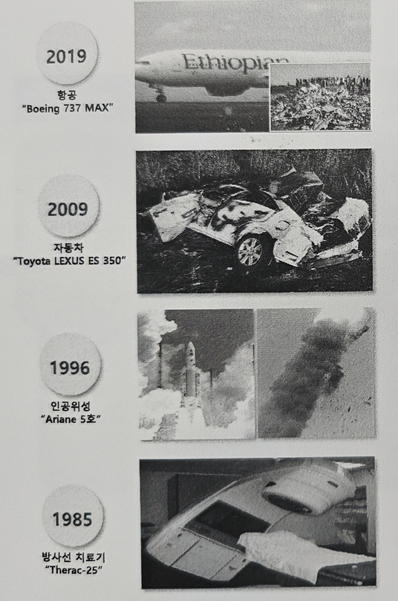 2019
항공
"Boeing 737 MAX"
Ethiopian
2009
자동차
"Toyota LEXUS ES 350"
1996
인공위성
"Ariane 5호"
1985
방사선 치료기
"Therac-25"